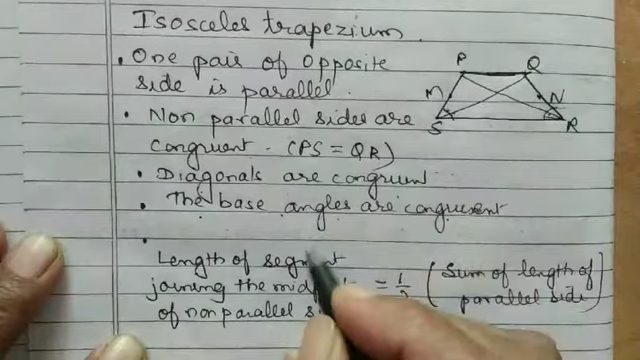 Isosceles trapezium.
• One pair of opposite
side is parallel.
• Non parallel sides are
congruent. (PS = QR)
• Diagonals are congruent.
• The base angles are congruent
•
Length of segment
joining the = 1/2 (Sum of length of
parallel side)
of non parallel
P Q
M N
S R